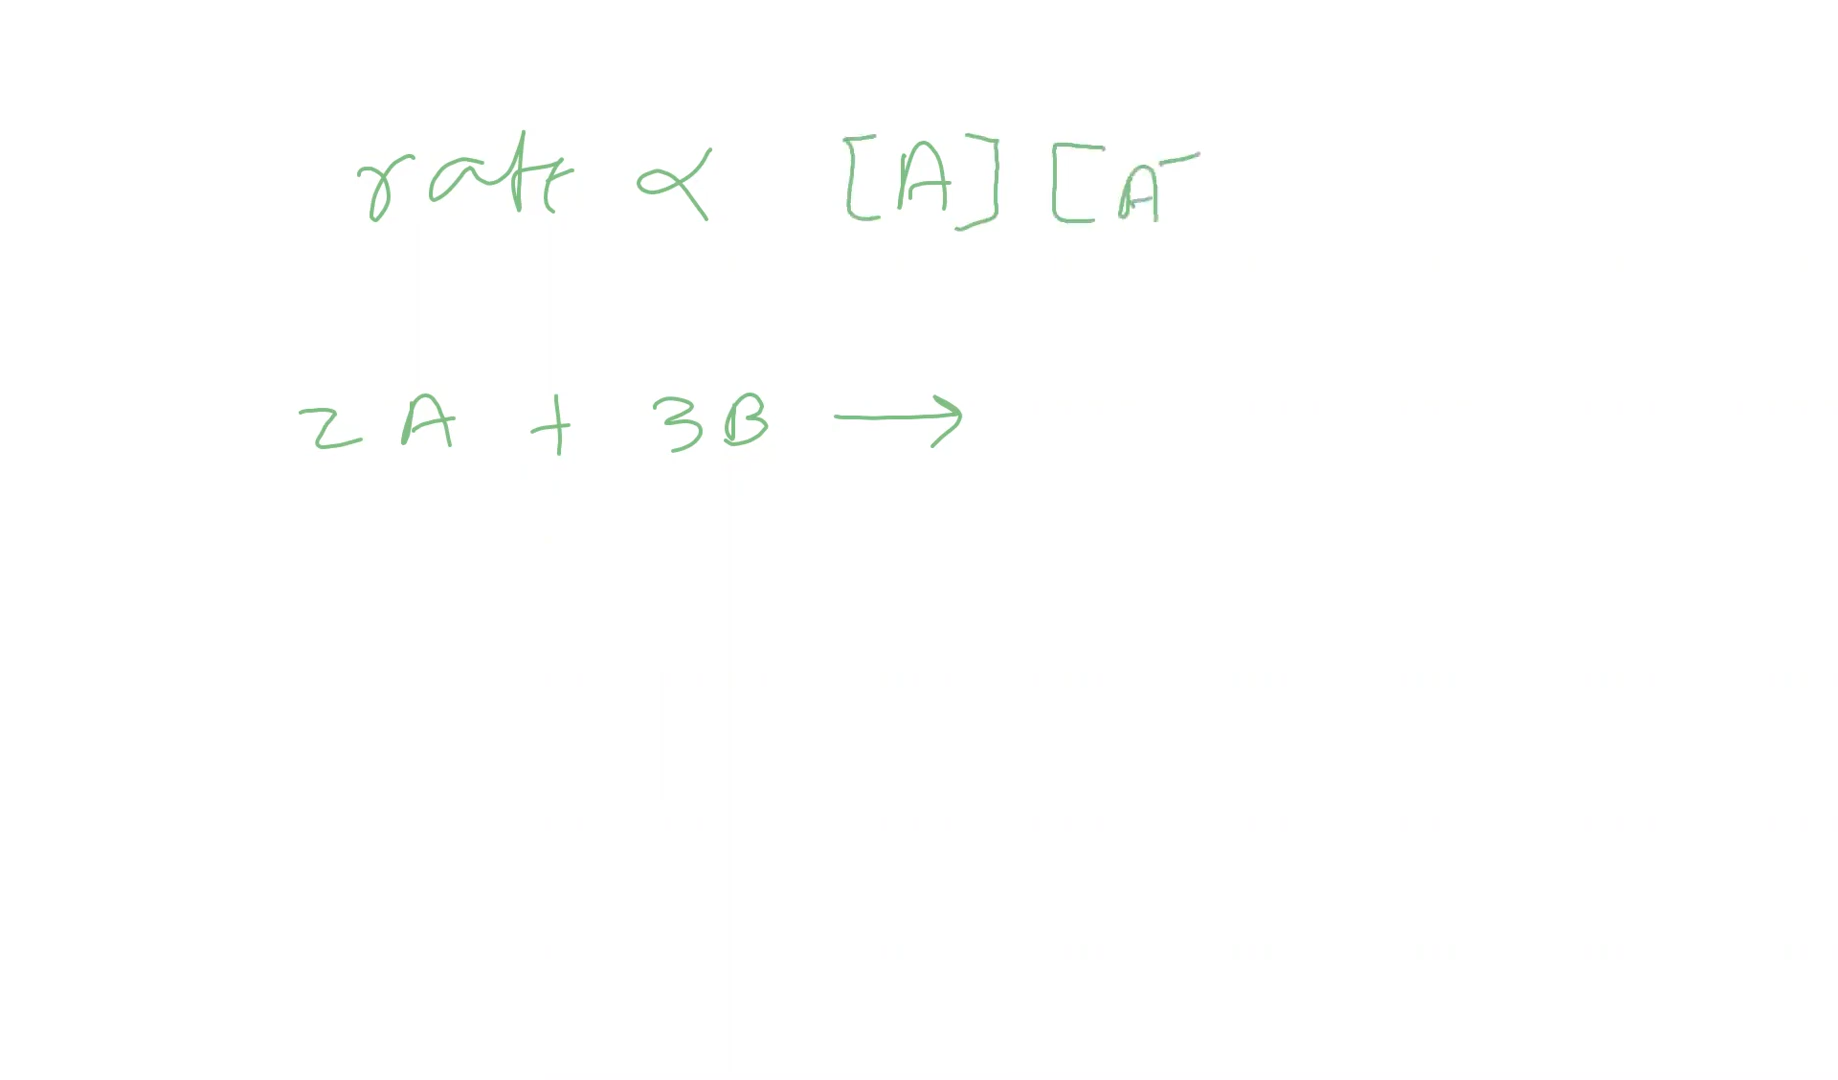 rate ∝ [A] [A
2A + 3B ⟶